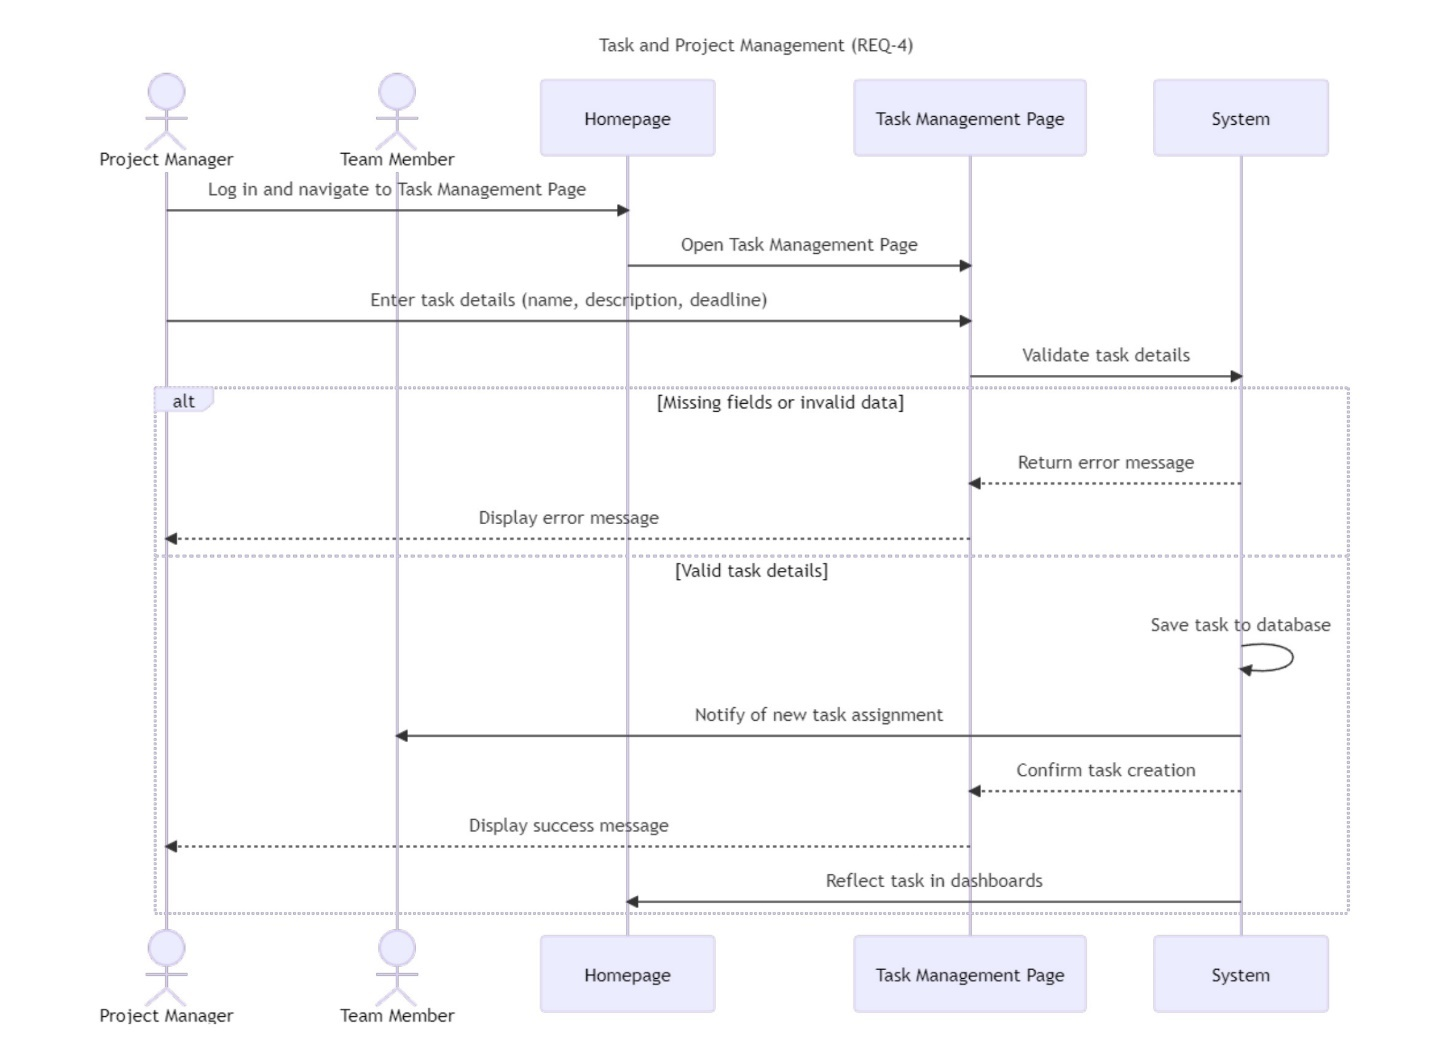 Task and Project Management (REQ-4)
Project Manager
Team Member
Homepage
Task Management Page
System
Log in and navigate to Task Management Page
Open Task Management Page
Enter task details (name, description, deadline)
Validate task details
alt
[Missing fields or invalid data]
Return error message
Display error message
[Valid task details]
Save task to database
Notify of new task assignment
Confirm task creation
Display success message
Reflect task in dashboards
Project Manager
Team Member
Homepage
Task Management Page
System